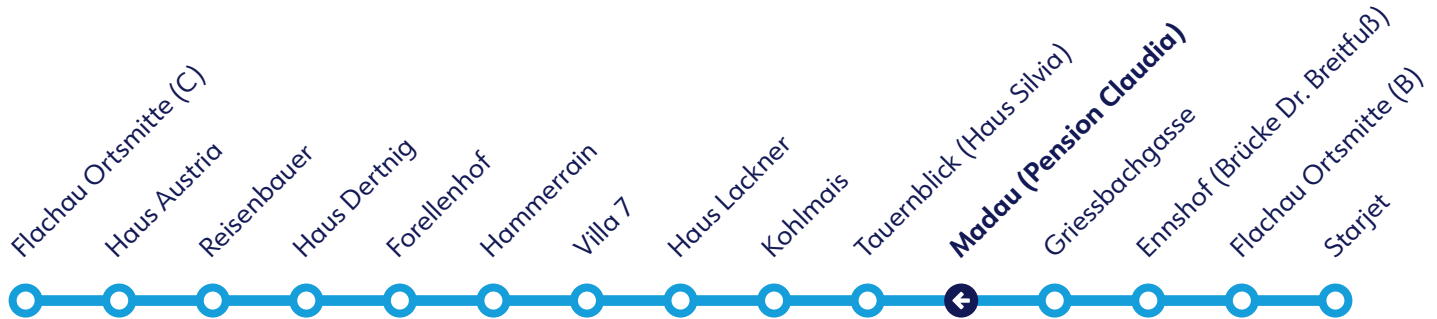 Flachau Ortsmitte (C)
Haus Austria
Reisenbauer
Haus Dertnig
Forellenhof
Hammerrain
Villa 7
Haus Lackner
Kohlmais
Tauernblick (Haus Silvia)
Madau (Pension Claudia)
Griessbachgasse
Ennshof (Brücke Dr. Breitfuß)
Flachau Ortsmitte (B)
Starjet